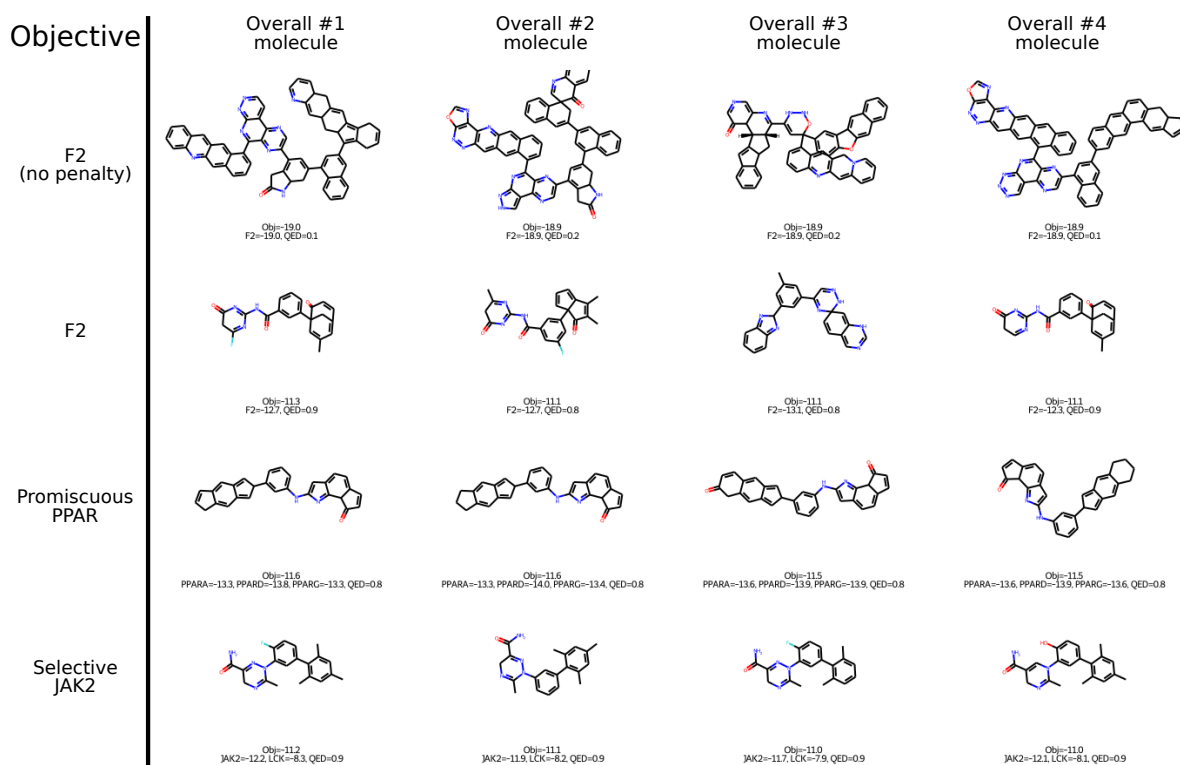 Objective
Overall #1
molecule
Overall #2
molecule
Overall #3
molecule
Overall #4
molecule
F2
(no penalty)
Obj=-19.0
F2=-19.0, QED=0.1
Obj=-18.9
F2=-18.9, QED=0.2
Obj=-18.9
F2=-18.9, QED=0.2
Obj=-18.9
F2=-18.9, QED=0.1
F2
Obj=-11.3
F2=-12.7, QED=0.9
Obj=-11.1
F2=-12.7, QED=0.8
Obj=-11.1
F2=-13.1, QED=0.8
Obj=-11.1
F2=-12.3, QED=0.9
Promiscuous
PPAR
Obj=-11.6
PPARA=-13.3, PPARD=-13.8, PPARG=-13.3, QED=0.8
Obj=-11.6
PPARA=-13.3, PPARD=-14.0, PPARG=-13.4, QED=0.8
Obj=-11.5
PPARA=-13.6, PPARD=-13.9, PPARG=-13.9, QED=0.8
Obj=-11.5
PPARA=-13.6, PPARD=-13.9, PPARG=-13.6, QED=0.8
Selective
JAK2
Obj=-11.2
JAK2=-12.2, LCK=-8.3, QED=0.9
Obj=-11.1
JAK2=-11.9, LCK=-8.2, QED=0.9
Obj=-11.0
JAK2=-11.7, LCK=-7.9, QED=0.9
Obj=-11.0
JAK2=-12.1, LCK=-8.1, QED=0.9